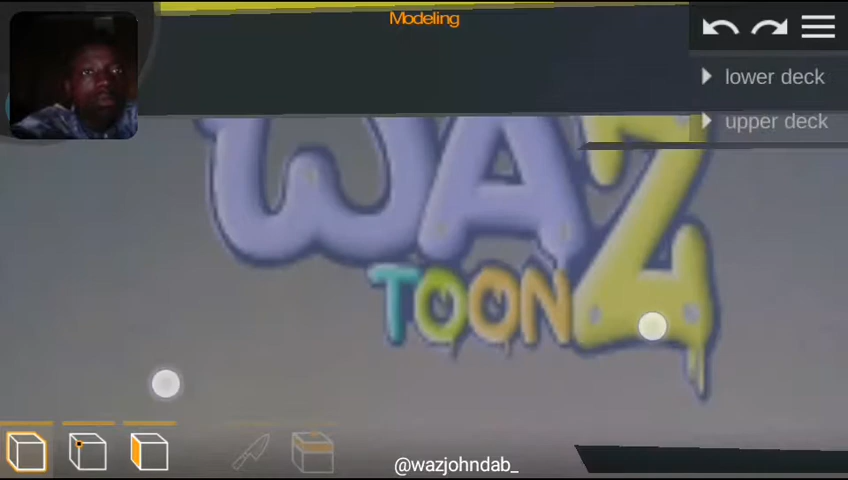 Modeling
lower deck
upper deck
WAZ
TOON
@wazjohndab_